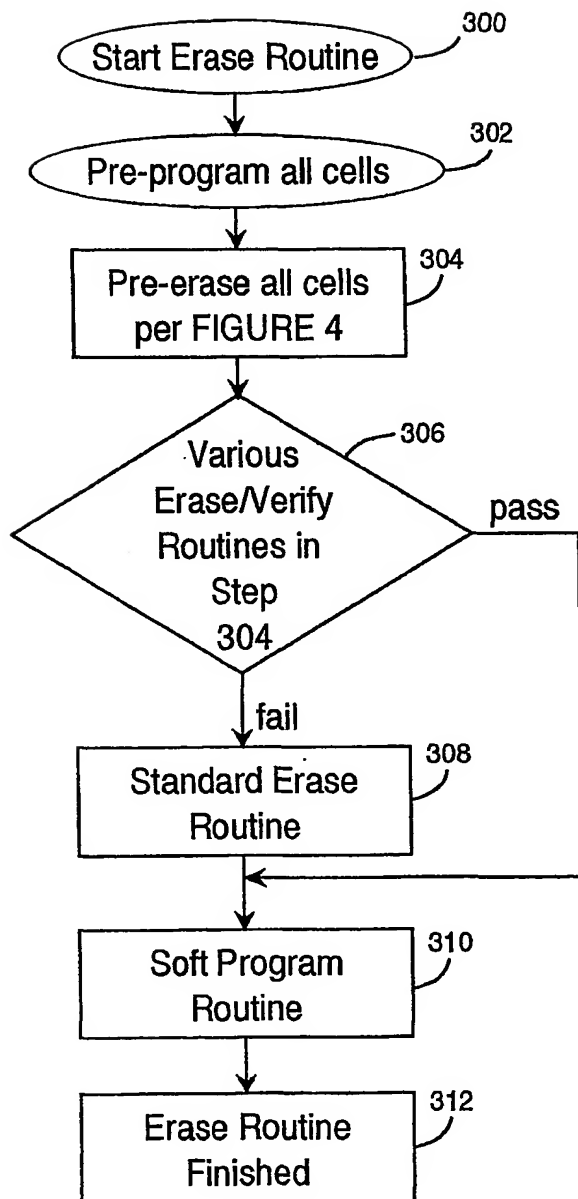 300
Start Erase Routine
302
Pre-program all cells
304
Pre-erase all cells
per FIGURE 4
306
Various
Erase/Verify
Routines in
Step
304
pass
fail
308
Standard Erase
Routine
310
Soft Program
Routine
312
Erase Routine
Finished